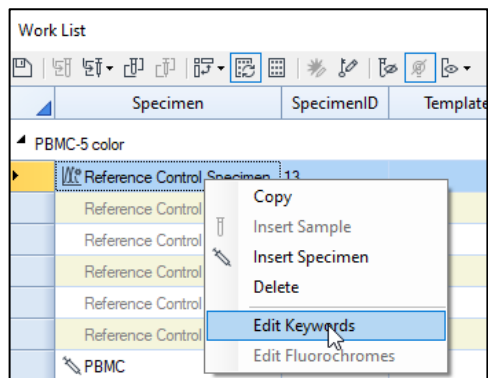 Work List
Specimen SpecimenID Template
PBMC-5 color
Reference Control Specimen 13
Copy
Reference Control
Insert Sample
Reference Control
Insert Specimen
Reference Control
Delete
Reference Control
Edit Keywords
Reference Control
Edit Fluorochromes
PBMC